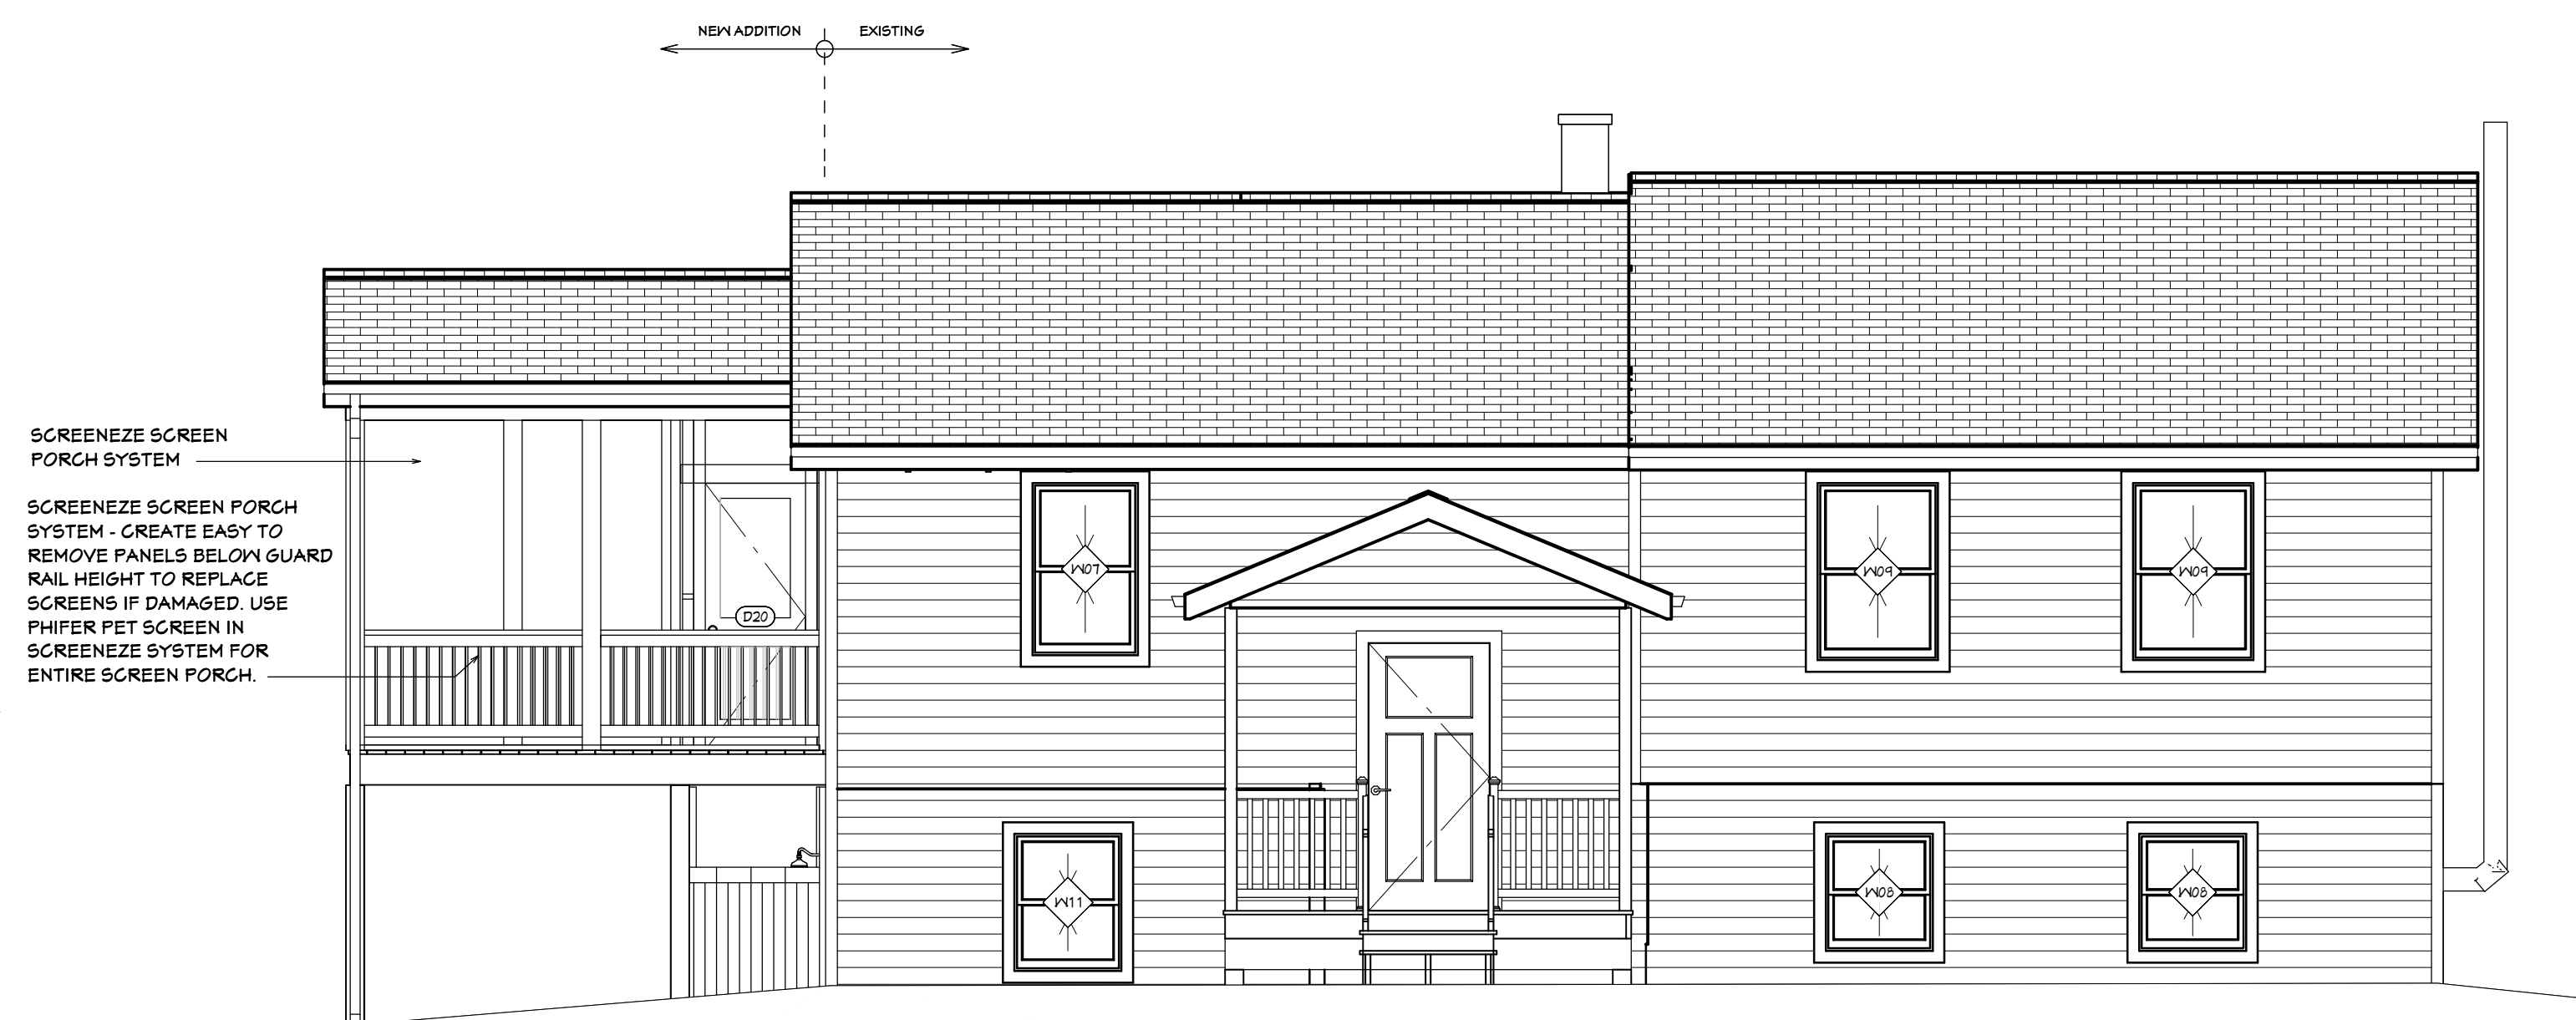 NEW ADDITION
EXISTING
SCREENEZE SCREEN
PORCH SYSTEM
SCREENEZE SCREEN PORCH
SYSTEM - CREATE EASY TO
REMOVE PANELS BELOW GUARD
RAIL HEIGHT TO REPLACE
SCREENS IF DAMAGED. USE
PHIFER PET SCREEN IN
SCREENEZE SYSTEM FOR
ENTIRE SCREEN PORCH.
W07
W09
W09
D20
W11
W08
W08